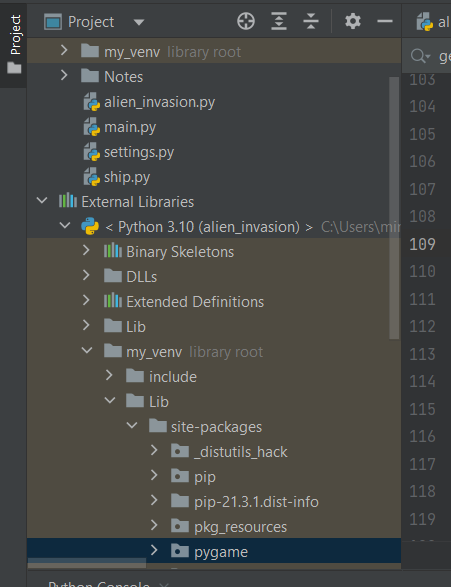 Project
Project
al
my_venv library root
ge
Notes
103
alien_invasion.py
104
main.py
105
settings.py
106
ship.py
107
External Libraries
108
< Python 3.10 (alien_invasion) > C:\Users\mi
109
Binary Skeletons
110
DLLs
111
Extended Definitions
112
Lib
my_venv library root
113
include
114
Lib
115
site-packages
116
_distutils_hack
117
pip
118
pip-21.3.1.dist-info
119
pkg_resources
pygame
Python Console